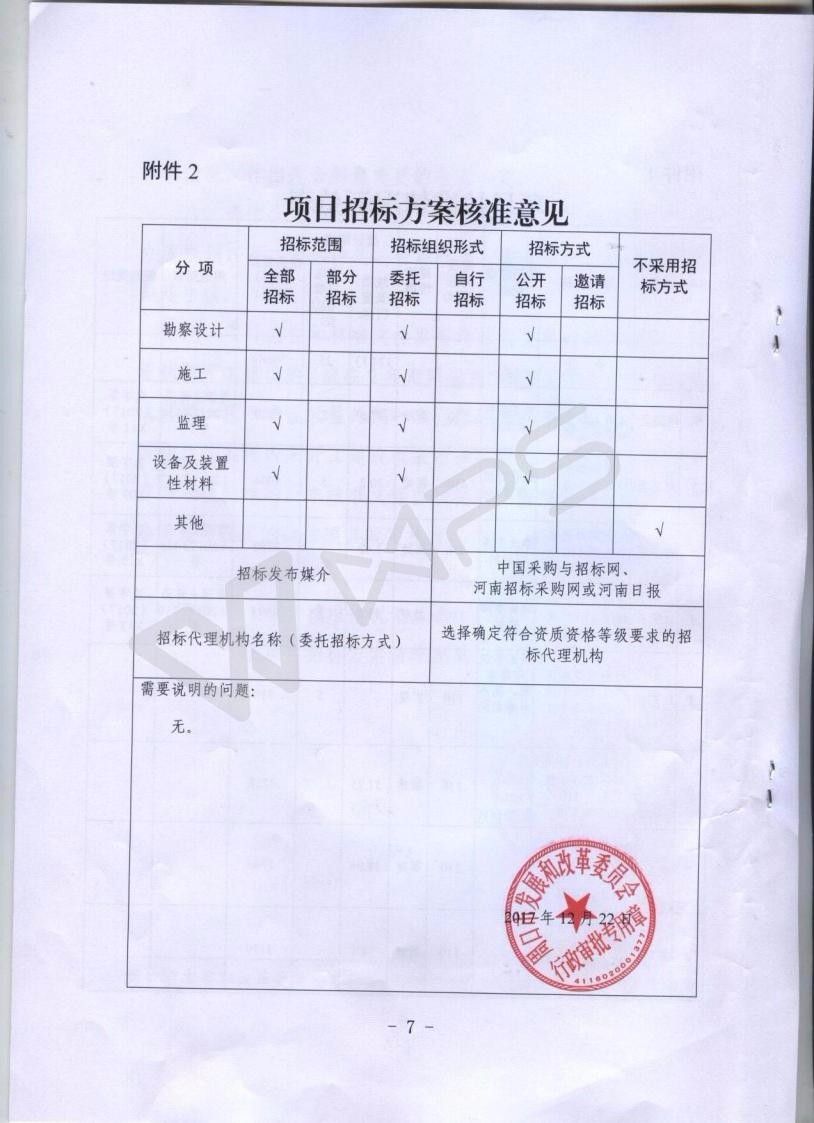 附件 2
项目招标方案核准意见
分 项
招标范围
招标组织形式
招标方式
不采用招
标方式
全部
招标
部分
招标
委托
招标
自行
招标
公开
招标
邀请
招标
勘察设计 √ √ √
施工 √ √ √
监理 √ √ √
设备及装置
性材料
√ √ √
其他 √
招标发布媒介
中国采购与招标网、
河南招标采购网或河南日报
招标代理机构名称（委托招标方式）
选择确定符合资质资格等级要求的招
标代理机构
需要说明的问题：
无。
周口市发展和改革委员会
2017 年 12 月 22 日
行政审批专用章
4116020001377
- 7 -
WPS